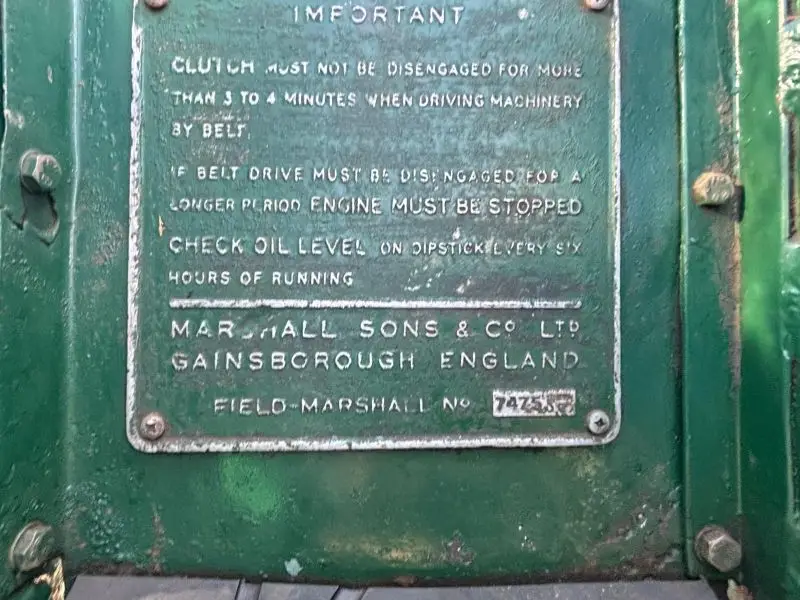 IMPORTANT
CLUTCH MUST NOT BE DISENGAGED FOR MORE
THAN 3 TO 4 MINUTES WHEN DRIVING MACHINERY
BY BELT.
IF BELT DRIVE MUST BE DISENGAGED FOR A
LONGER PERIOD ENGINE MUST BE STOPPED
CHECK OIL LEVEL ON DIPSTICK EVERY SIX
HOURS OF RUNNING
MARSHALL SONS & Co LTD
GAINSBOROUGH ENGLAND
FIELD-MARSHALL No